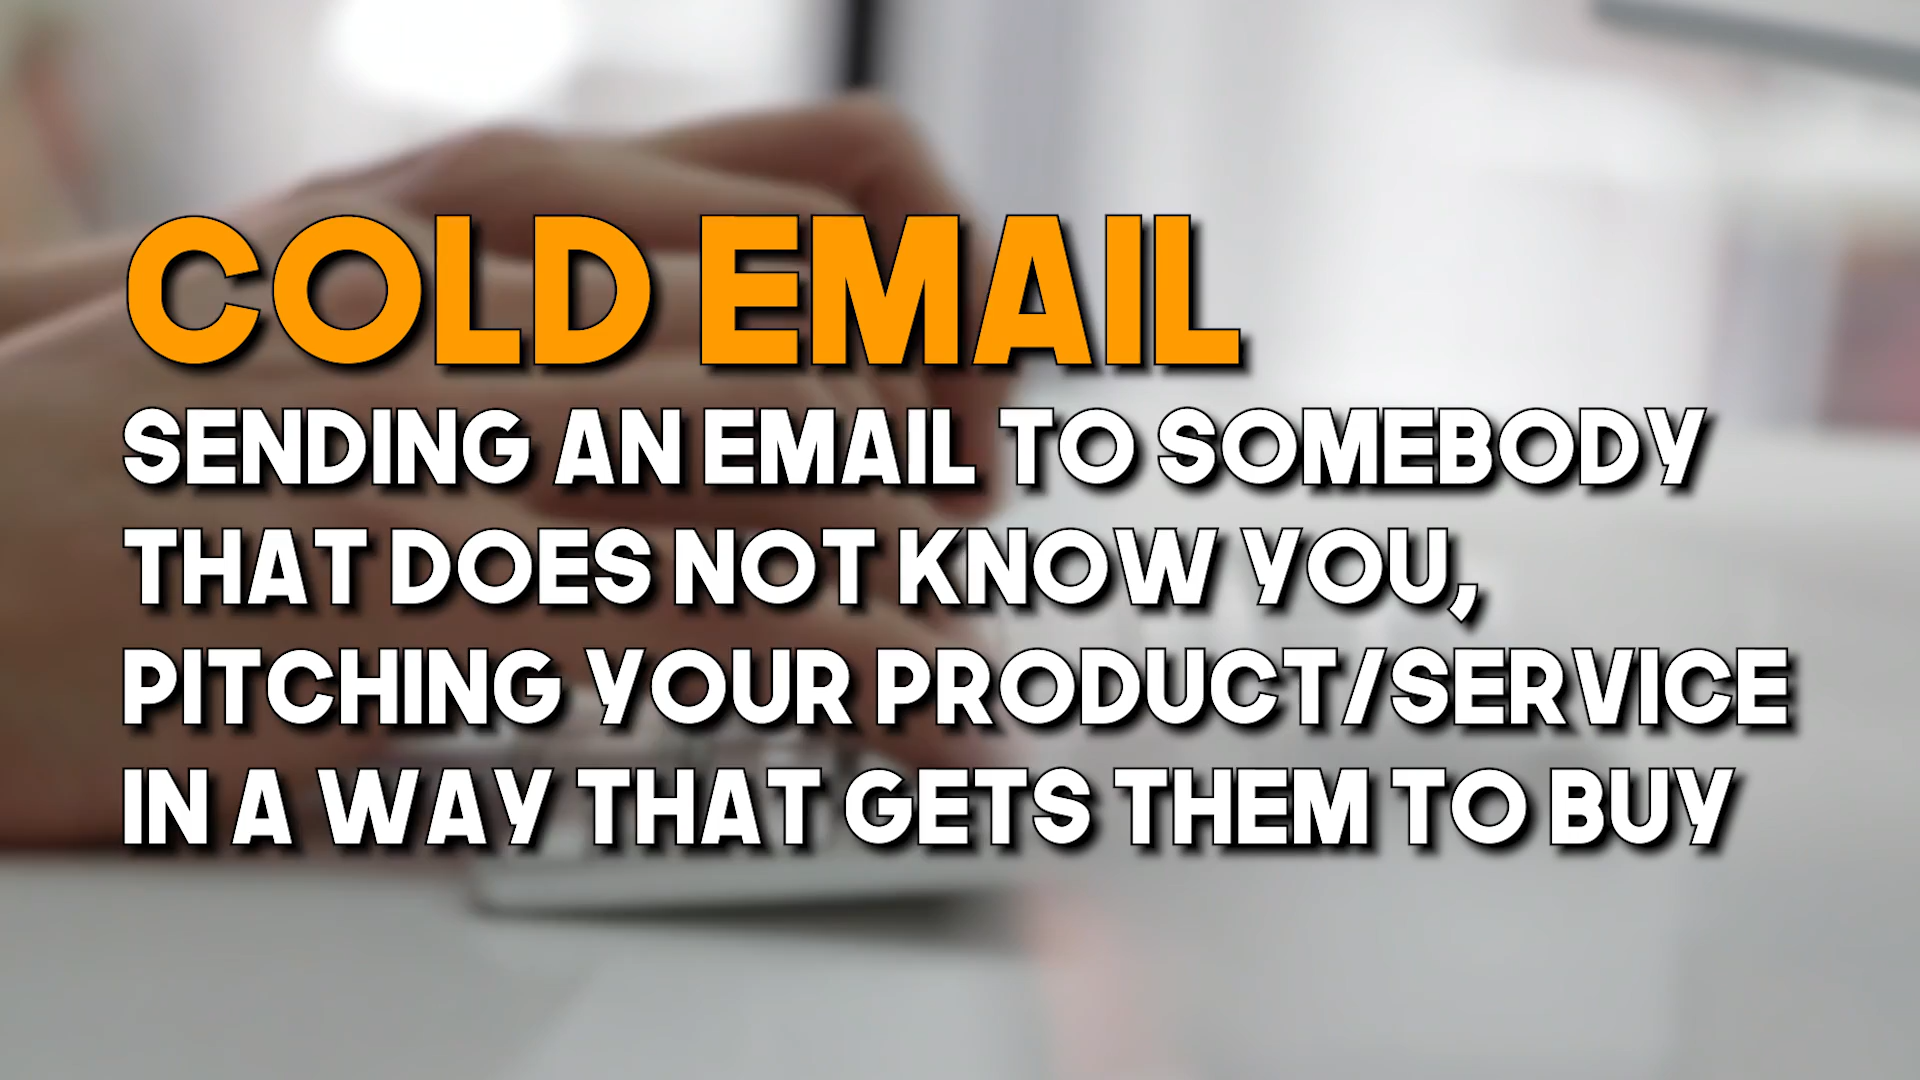 COLD EMAIL
SENDING AN EMAIL TO SOMEBODY
THAT DOES NOT KNOW YOU,
PITCHING YOUR PRODUCT/SERVICE
IN A WAY THAT GETS THEM TO BUY